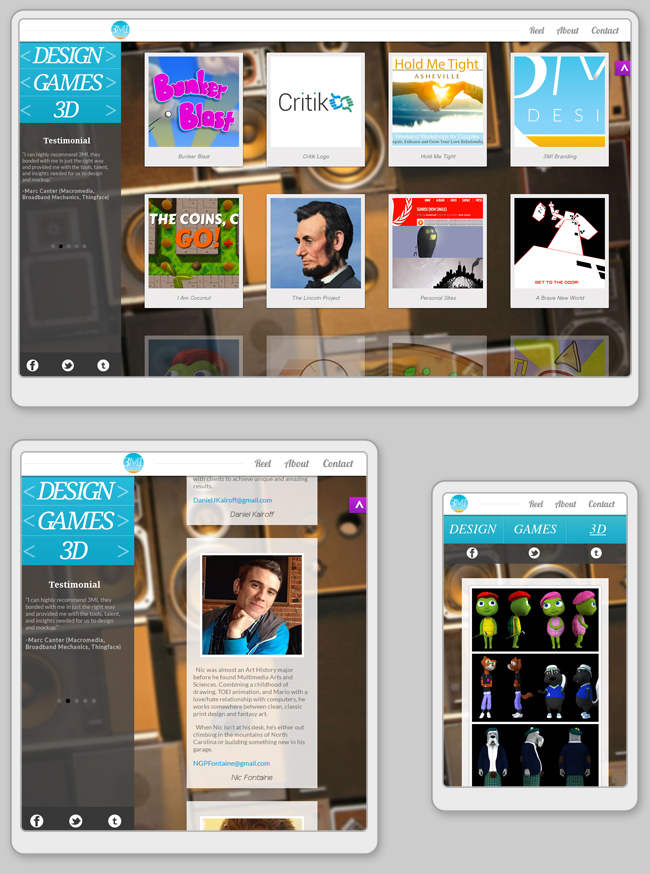 3MI
Reel About Contact
< DESIGN >
< GAMES >
< 3D >
Testimonial
"I can highly recommend 3MI, they
bonded with me in just the right way
and provided me with the tools, talent,
and insights needed for us to design
and mockup."
-Marc Canter (Macromedia,
Broadband Mechanics, Thingface)
Bunker
Blast
Bunker Blast
Critik
Critik Logo
Hold Me Tight
ASHEVILLE
Weekend Workshops for Couples
Hold Me Tight
DESI
3MI Branding
THE COINS, C
GO!
I Am Coconut
The Lincoln Project
Personal Sites
GET TO THE DOOR!
A Brave New World
3MI
Reel About Contact
< DESIGN >
< GAMES >
< 3D >
Testimonial
"I can highly recommend 3MI, they
bonded with me in just the right way
and provided me with the tools, talent,
and insights needed for us to design
and mockup."
-Marc Canter (Macromedia,
Broadband Mechanics, Thingface)
with clients to achieve unique and amazing
results.
DanielJKairoff@gmail.com
Daniel Kairoff
Nic was almost an Art History major
before he found Multimedia Arts and
Sciences. Combining a childhood of
drawing, TOEI animation, and Mario with a
love/hate relationship with computers, he
works somewhere between clean, classic
print design and fantasy art.
When Nic isn't at his desk, he's either out
climbing in the mountains of North
Carolina or building something new in his
garage.
NGPFontaine@gmail.com
Nic Fontaine
3MI
Reel About Contact
DESIGN GAMES 3D